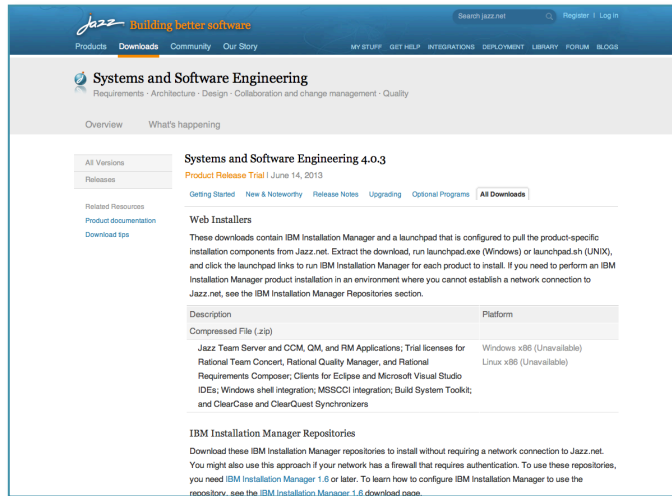 Jazz Building better software
Search jazz.net
Register | Log in
Products Downloads Community Our Story
MY STUFF GET HELP INTEGRATIONS DEPLOYMENT LIBRARY FORUM BLOGS
Systems and Software Engineering
Requirements · Architecture · Design · Collaboration and change management · Quality
Overview What's happening
All Versions
Releases
Related Resources
Product documentation
Download tips
Systems and Software Engineering 4.0.3
Product Release Trial | June 14, 2013
Getting Started New & Noteworthy Release Notes Upgrading Optional Programs All Downloads
Web Installers
These downloads contain IBM Installation Manager and a launchpad that is configured to pull the product-specific
installation components from Jazz.net. Extract the download, run launchpad.exe (Windows) or launchpad.sh (UNIX),
and click the launchpad links to run IBM Installation Manager for each product to install. If you need to perform an IBM
Installation Manager product installation in an environment where you cannot establish a network connection to
Jazz.net, see the IBM Installation Manager Repositories section.
Description Platform
Compressed File (.zip)
Jazz Team Server and CCM, QM, and RM Applications; Trial licenses for
Rational Team Concert, Rational Quality Manager, and Rational
Requirements Composer; Clients for Eclipse and Microsoft Visual Studio
IDEs; Windows shell integration; MSSCCI integration; Build System Toolkit;
and ClearCase and ClearQuest Synchronizers
Windows x86 (Unavailable)
Linux x86 (Unavailable)
IBM Installation Manager Repositories
Download these IBM Installation Manager repositories to install without requiring a network connection to Jazz.net.
You might also use this approach if your network has a firewall that requires authentication. To use these repositories,
you need IBM Installation Manager 1.6 or later. To learn how to configure IBM Installation Manager to use the
repository, see the IBM Installation Manager 1.6 download page.